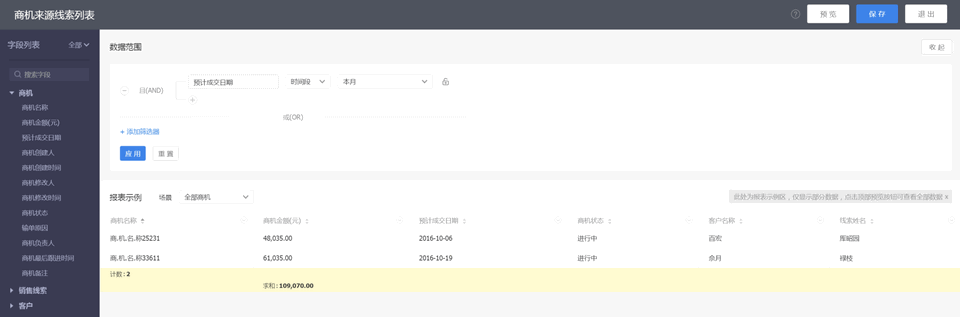 商机来源线索列表
预 览
保 存
退 出
字段列表
全部
搜索字段
商机
商机名称
商机金额(元)
预计成交日期
商机创建人
商机创建时间
商机修改人
商机修改时间
商机状态
输单原因
商机负责人
商机最后跟进时间
商机备注
销售线索
客户
数据范围
收 起
且(AND)
预计成交日期
时间段
本月
或(OR)
+ 添加筛选器
应 用
重 置
报表示例
场景
全部商机
此处为报表示例区，仅显示部分数据，点击顶部预览按钮可查看全部数据 x
商机名称 商机金额(元) 预计成交日期 商机状态 客户名称 线索姓名
商.机.名.称25231 48,035.00 2016-10-06 进行中 百宏 库昭园
商.机.名.称33611 61,035.00 2016-10-19 进行中 佘月 绿枝
计数: 2
求和: 109,070.00